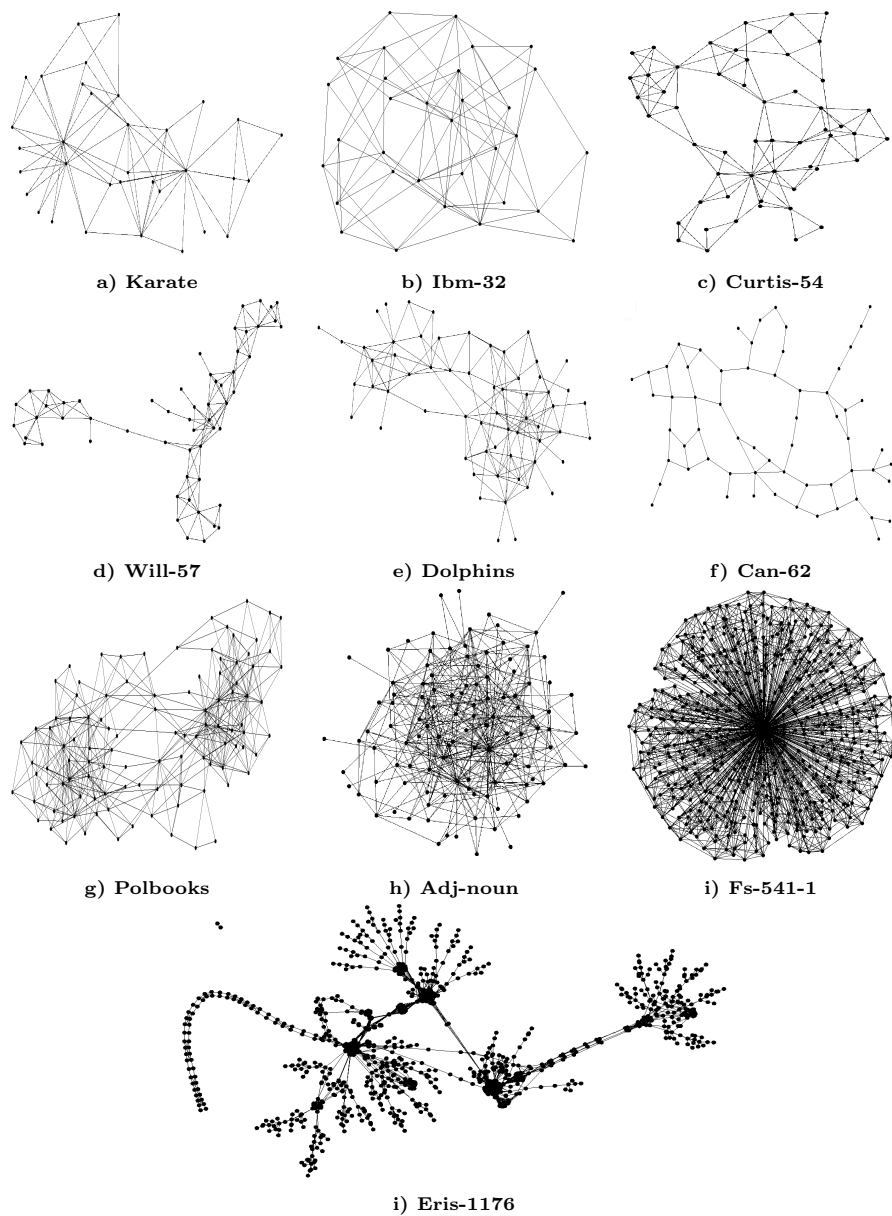 a) Karate
b) Ibm-32
c) Curtis-54
d) Will-57
e) Dolphins
f) Can-62
g) Polbooks
h) Adj-noun
i) Fs-541-1
i) Eris-1176